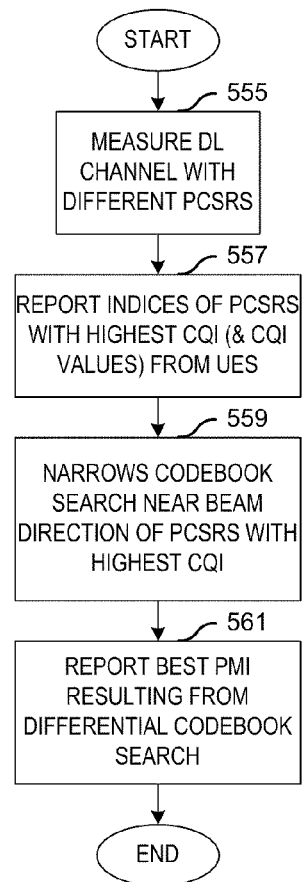 START
555
MEASURE DL
CHANNEL WITH
DIFFERENT PCSRS
557
REPORT INDICES OF PCSRS
WITH HIGHEST CQI (& CQI
VALUES) FROM UES
559
NARROWS CODEBOOK
SEARCH NEAR BEAM
DIRECTION OF PCSRS WITH
HIGHEST CQI
561
REPORT BEST PMI
RESULTING FROM
DIFFERENTIAL CODEBOOK
SEARCH
END